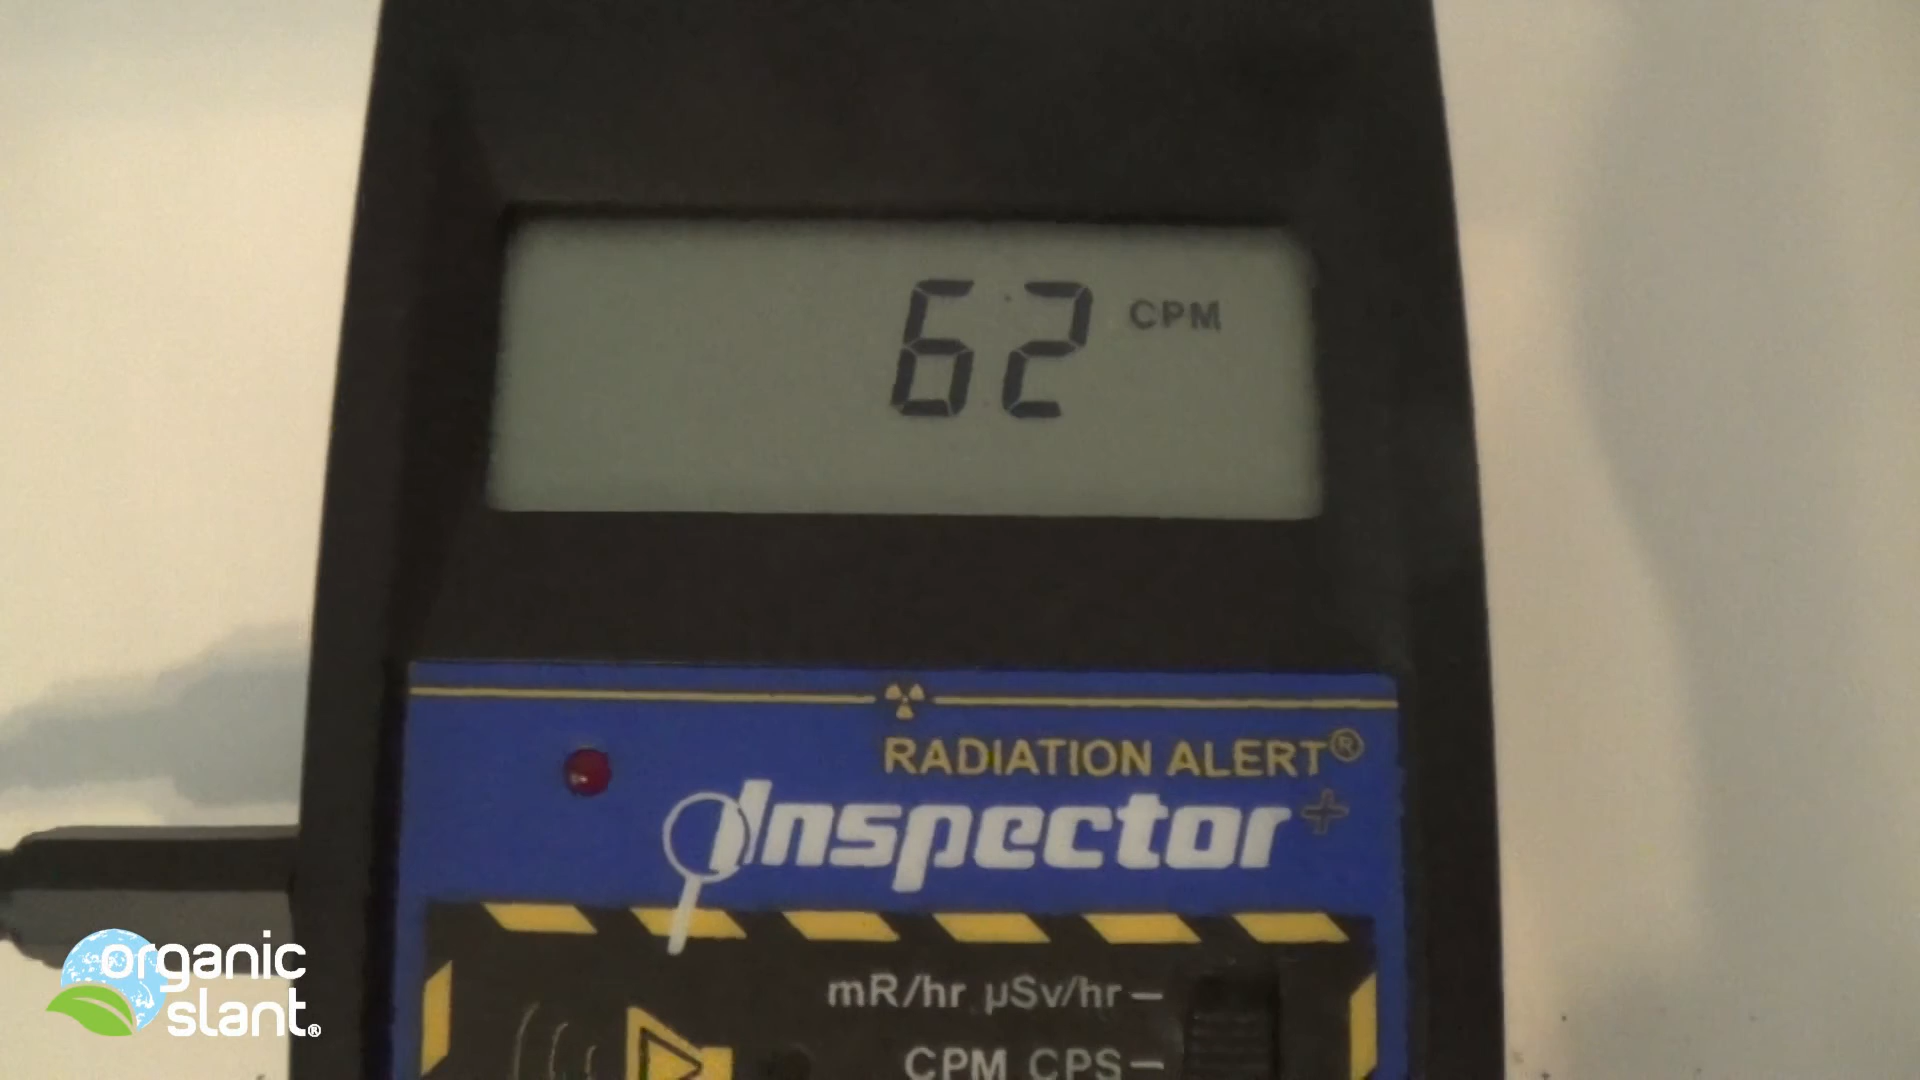 62 CPM
RADIATION ALERT®
Inspector+
mR/hr µSv/hr
CPM CPS
organic
slant®